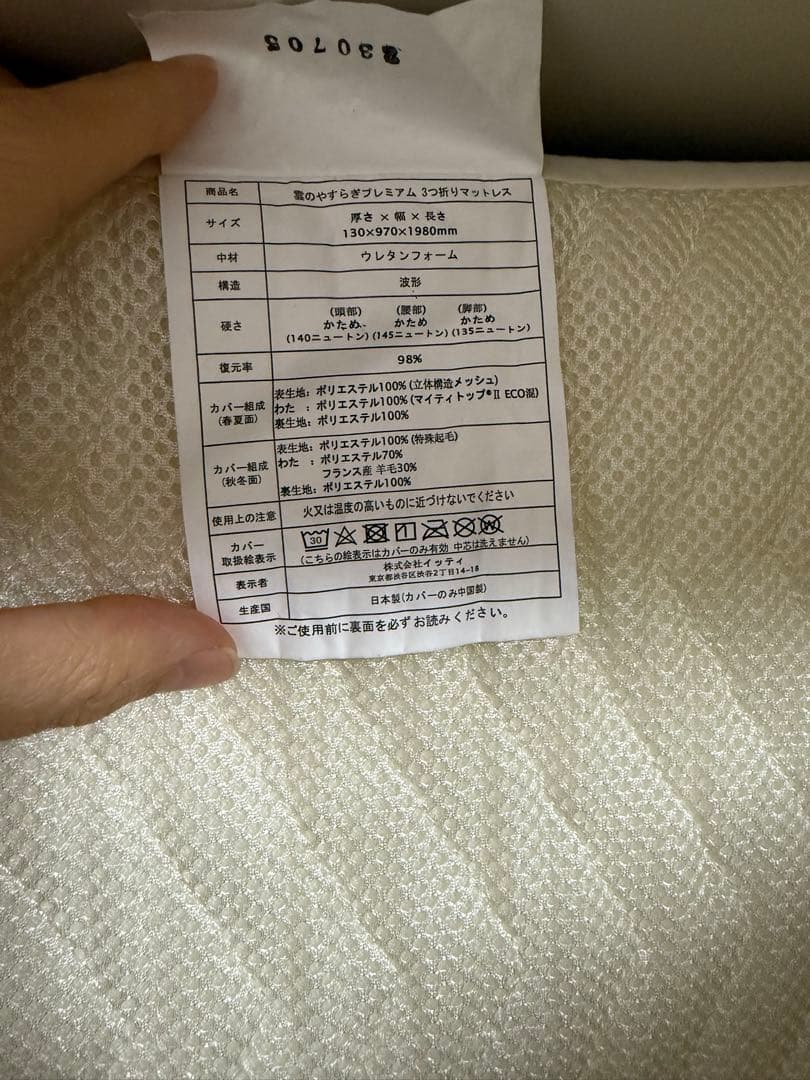 230705
商品名 雲のやすらぎプレミアム 3つ折りマットレス
サイズ 厚さ × 幅 × 長さ
130×970×1980mm
中材 ウレタンフォーム
構造 波形
硬さ (頭部) (腰部) (脚部)
かため、 かため かため
(140ニュートン) (145ニュートン) (135ニュートン)
復元率 98%
カバー組成 (春夏面) 表生地: ポリエステル100% (立体構造メッシュ)
わた : ポリエステル100% (マイティトップ®Ⅱ ECO混)
裏生地: ポリエステル100%
カバー組成 (秋冬面) 表生地: ポリエステル100% (特殊起毛)
わた : ポリエステル70%
フランス産 羊毛30%
裏生地: ポリエステル100%
使用上の注意 火又は温度の高いものに近づけないでください
カバー 取扱絵表示 30 W
(こちらの絵表示はカバーのみ有効 中芯は洗えません)
表示者 株式会社イッティ
東京都渋谷区渋谷2丁目14-18
生産国 日本製(カバーのみ中国製)
※ご使用前に裏面を必ずお読みください。